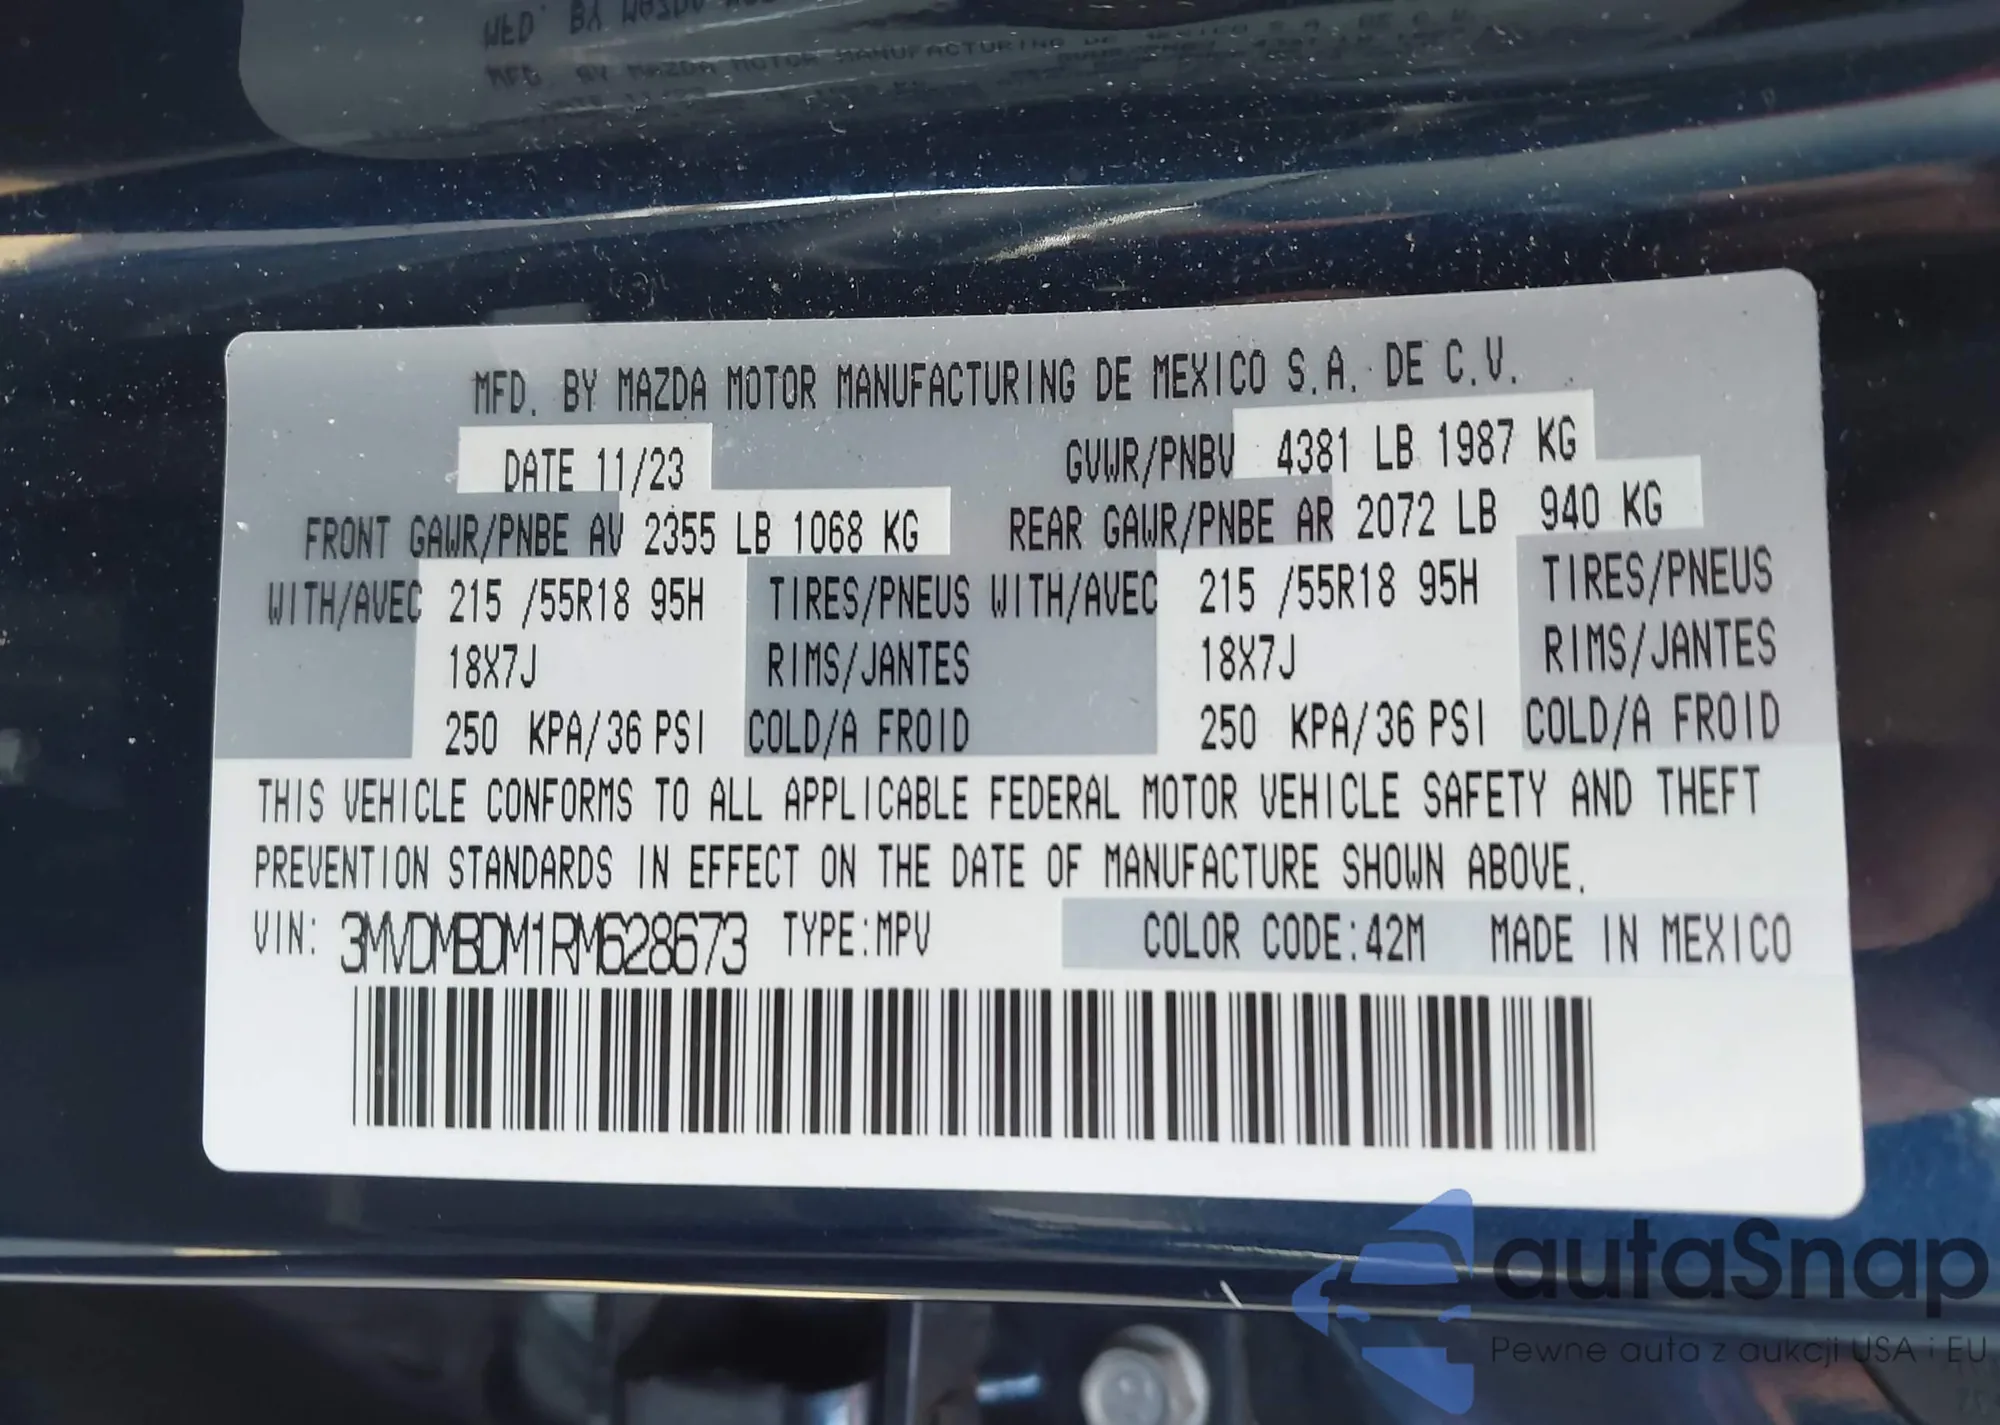 MFD. BY MAZDA MOTOR MANUFACTURING DE MEXICO S.A. DE C.V.
DATE 11/23 GVWR/PNBV 4381 LB 1987 KG
FRONT GAWR/PNBE AV 2355 LB 1068 KG REAR GAWR/PNBE AR 2072 LB 940 KG
WITH/AVEC 215 /55R18 95H TIRES/PNEUS WITH/AVEC 215 /55R18 95H TIRES/PNEUS
18X7J RIMS/JANTES 18X7J RIMS/JANTES
250 KPA/36 PSI COLD/A FROID 250 KPA/36 PSI COLD/A FROID
THIS VEHICLE CONFORMS TO ALL APPLICABLE FEDERAL MOTOR VEHICLE SAFETY AND THEFT
PREVENTION STANDARDS IN EFFECT ON THE DATE OF MANUFACTURE SHOWN ABOVE.
VIN: 3MVDMBDM1RM628673 TYPE:MPV COLOR CODE:42M MADE IN MEXICO
autaSnap
Pewne auta z aukcji USA i EU